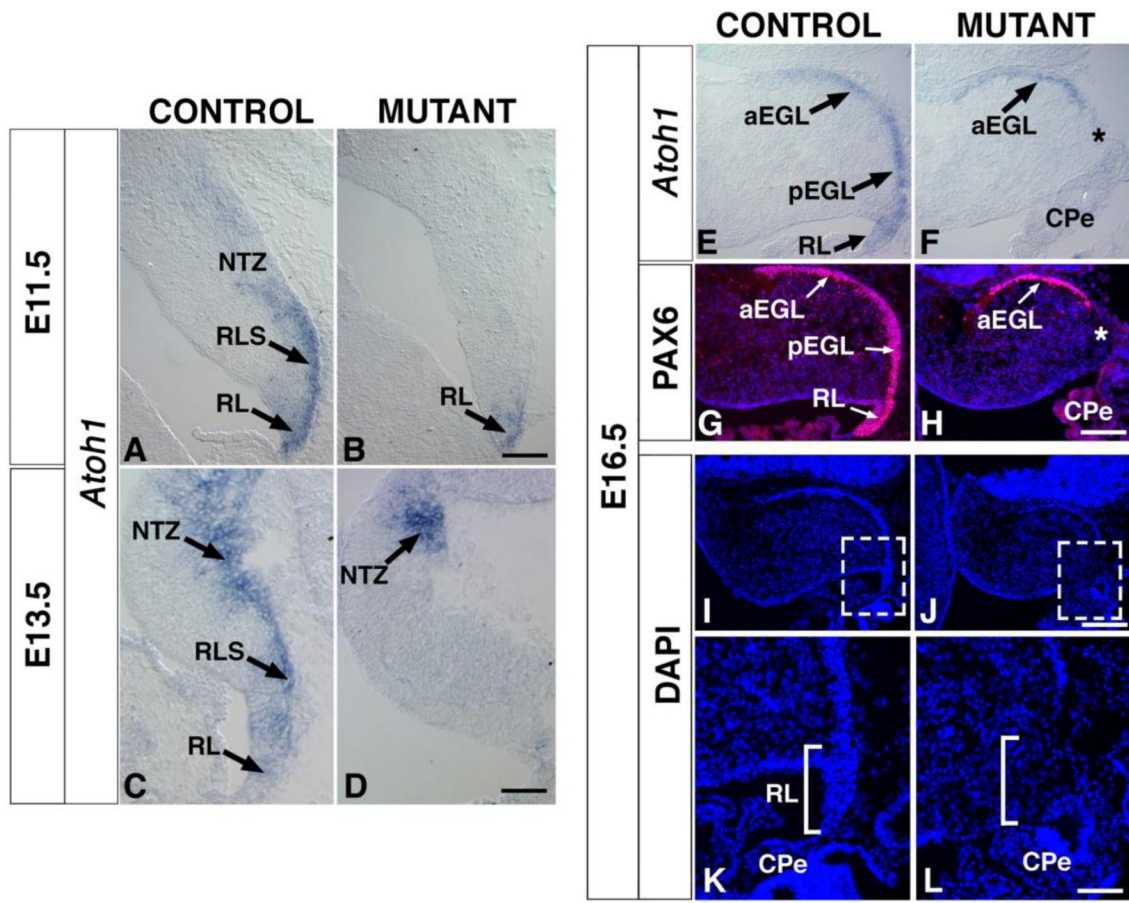 CONTROL MUTANT
E11.5
Atoh1
NTZ
RLS
RL
A
RL
B
E13.5
NTZ
RLS
RL
C
NTZ
D
CONTROL MUTANT
E16.5
Atoh1
aEGL
pEGL
RL
E
aEGL
*
CPe
F
PAX6
aEGL
pEGL
RL
G
aEGL
*
CPe
H
DAPI
I
J
RL
CPe
K
CPe
L